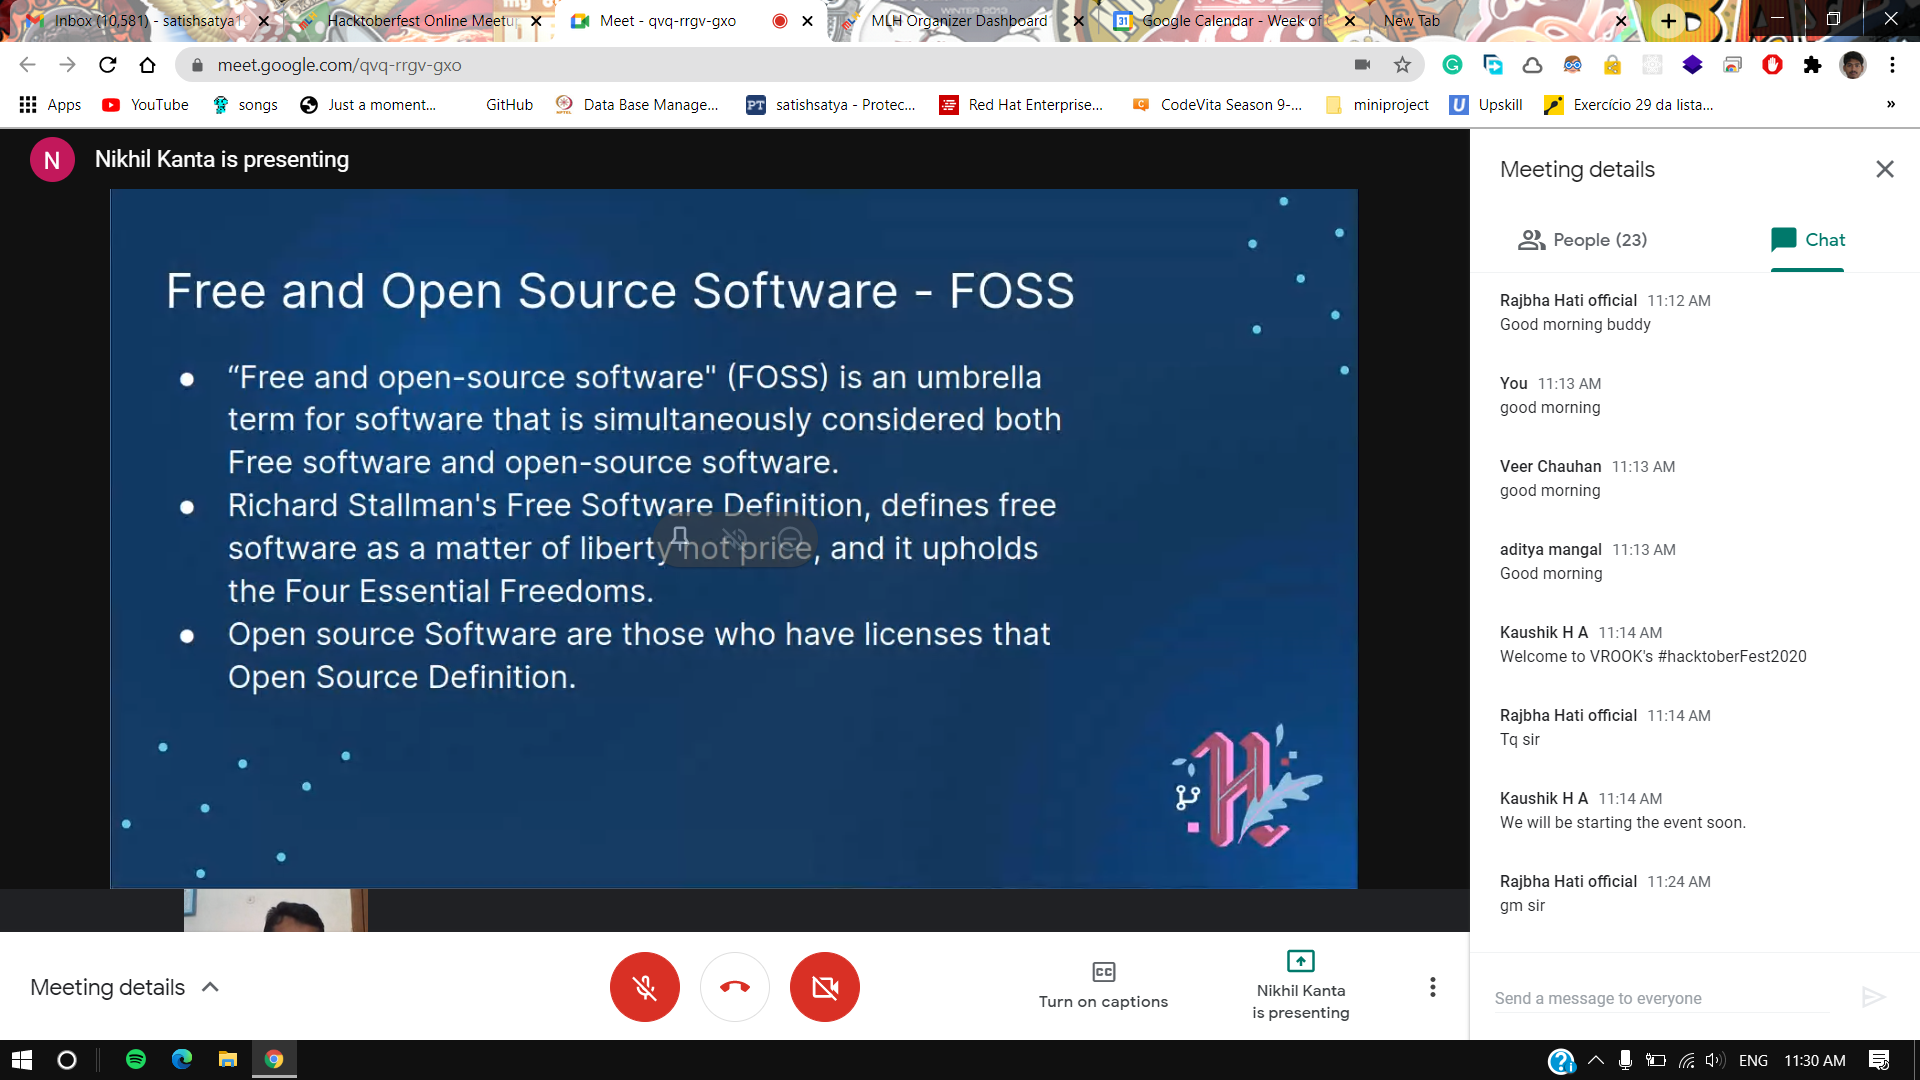 Inbox (10,581) - satishsatya1
Hacktoberfest Online Meetup
Meet - qvq-rrgv-gxo
MLH Organizer Dashboard
31
Google Calendar - Week of
New Tab
meet.google.com/qvq-rrgv-gxo
Apps
YouTube
songs
Just a moment...
GitHub
Data Base Manage...
PT
satishsatya - Protec...
Red Hat Enterprise...
C
CodeVita Season 9-...
miniproject
U
Upskill
Exercício 29 da lista...
»
N
Nikhil Kanta is presenting
Free and Open Source Software - FOSS
● “Free and open-source software" (FOSS) is an umbrella
term for software that is simultaneously considered both
Free software and open-source software.
● Richard Stallman's Free Software Definition, defines free
software as a matter of liberty not price, and it upholds
the Four Essential Freedoms.
● Open source Software are those who have licenses that
Open Source Definition.
H
Meeting details
People (23)
Chat
Rajbha Hati official 11:12 AM
Good morning buddy
You 11:13 AM
good morning
Veer Chauhan 11:13 AM
good morning
aditya mangal 11:13 AM
Good morning
Kaushik H A 11:14 AM
Welcome to VROOK's #hacktoberFest2020
Rajbha Hati official 11:14 AM
Tq sir
Kaushik H A 11:14 AM
We will be starting the event soon.
Rajbha Hati official 11:24 AM
gm sir
Send a message to everyone
Meeting details
CC
Turn on captions
Nikhil Kanta
is presenting
ENG
11:30 AM